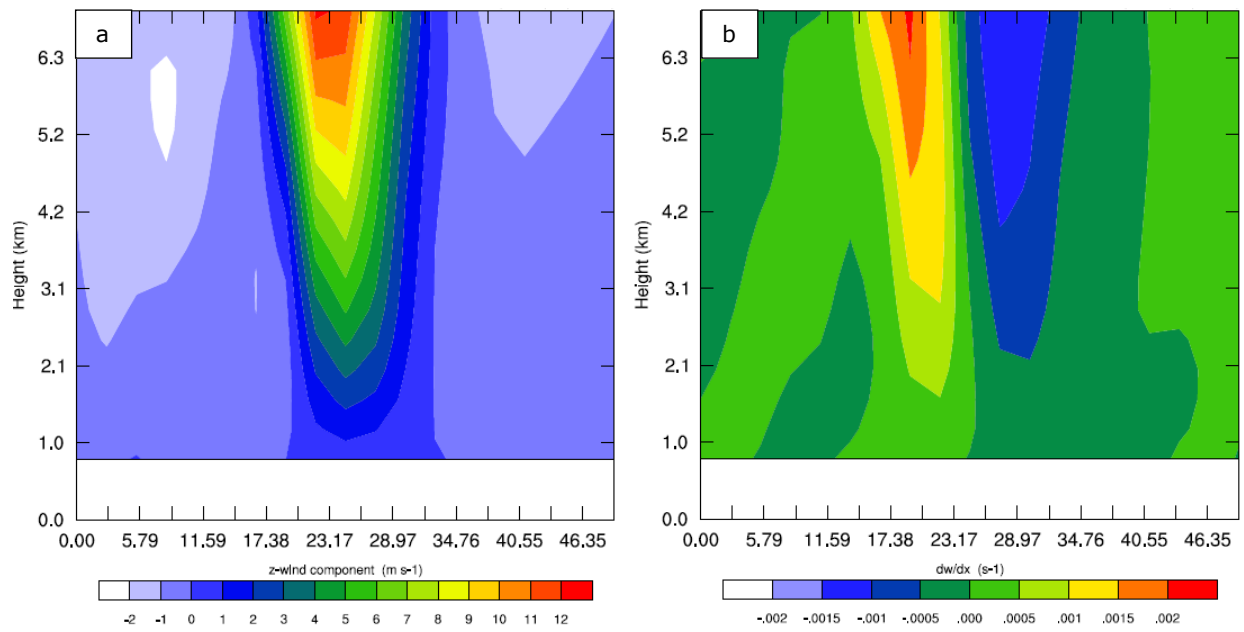 a
b
6.3
5.2
4.2
3.1
2.1
1.0
0.0
Height (km)
0.00 5.79 11.59 17.38 23.17 28.97 34.76 40.55 46.35
z-wind component (m s-1)
-2 -1 0 1 2 3 4 5 6 7 8 9 10 11 12
6.3
5.2
4.2
3.1
2.1
1.0
0.0
Height (km)
0.00 5.79 11.59 17.38 23.17 28.97 34.76 40.55 46.35
dw/dx (s-1)
-.002 -.0015 -.001 -.0005 .000 .0005 .001 .0015 .002